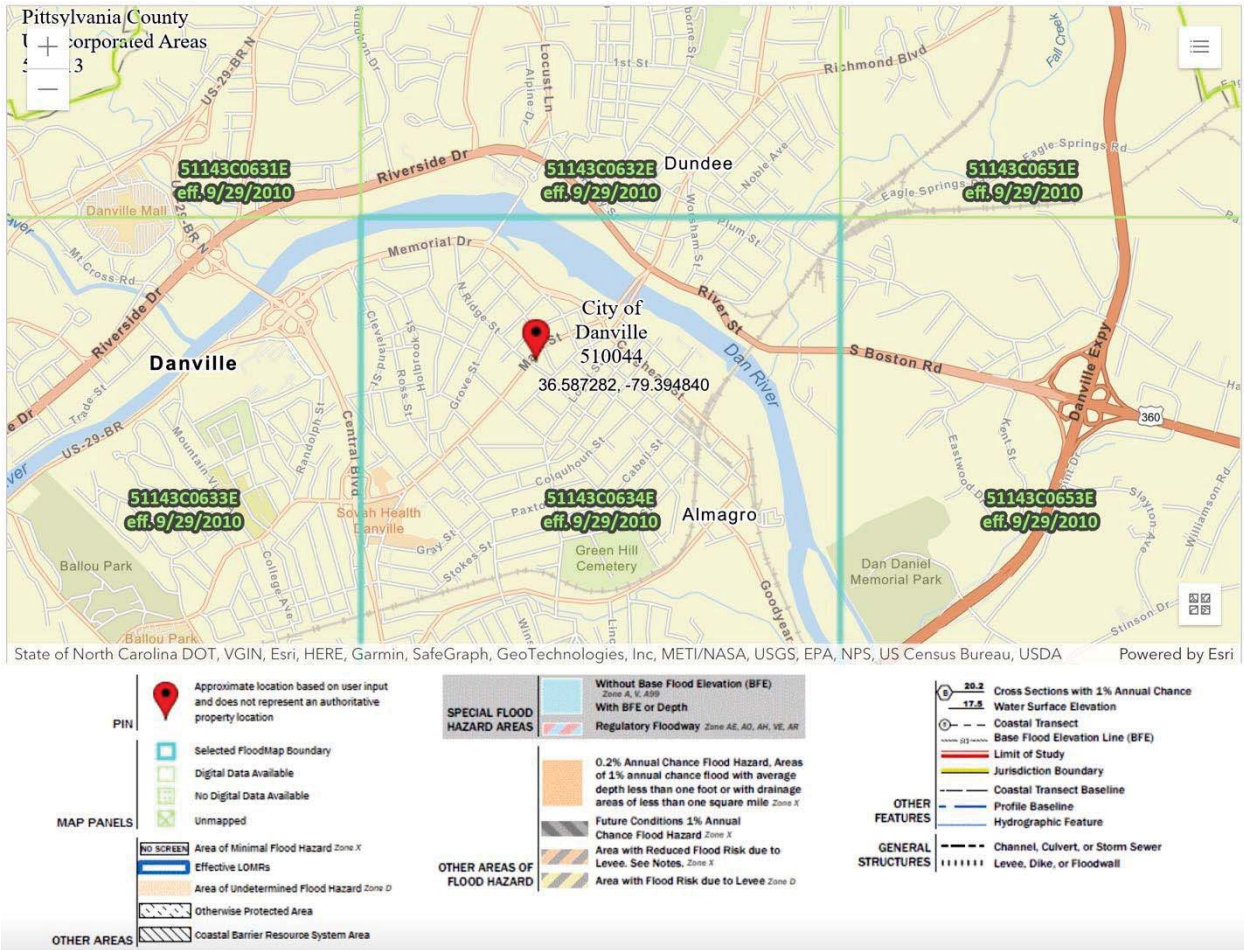 Pittsylvania County
corporated Areas
13
US-29-BR N
Locust Ln
Alpine Dr
1st St
Richmond Blvd
Fall Creek
Riverside Dr
51143C0631E
eff. 9/29/2010
51143C0632E
eff. 9/29/2010
Dundee
Noble Ave
51143C0651E
eff. 9/29/2010
Eagle Springs Rd
Eagle Springs
Danville Mall
US-29-BR N
Mt Cross Rd
Memorial Dr
Worsham St
Plum St
Riverside Dr
N Ridge St
City of
Danville
510044
River St
Danville
Main St
36.587282, -79.394840
Dan River
S Boston Rd
Danville Expy
360
Cleveland St
Holbrook St
Ross St
Grove St
Trade St
US-29-BR
Mountain V
Randolph St
Central Blvd
Colquhoun St
Cabell St
Kent St
Eastwood D
51143C0633E
eff. 9/29/2010
Sovah Health
Danville
51143C0634E
eff. 9/29/2010
Almagro
51143C0653E
eff. 9/29/2010
Slayton Ave
Williamson Rd
Gray St
Stokes St
Green Hill
Cemetery
Ballou Park
College Ave
Dan Daniel
Memorial Park
Goodyear
Stinson Dr
Ballou Park
State of North Carolina DOT, VGIN, Esri, HERE, Garmin, SafeGraph, GeoTechnologies, Inc, METI/NASA, USGS, EPA, NPS, US Census Bureau, USDA
Powered by Esri
PIN
Approximate location based on user input
and does not represent an authoritative
property location
MAP PANELS
Selected FloodMap Boundary
Digital Data Available
No Digital Data Available
Unmapped
OTHER AREAS
NO SCREEN Area of Minimal Flood Hazard Zone X
Effective LOMRs
Area of Undetermined Flood Hazard Zone D
Otherwise Protected Area
Coastal Barrier Resource System Area
SPECIAL FLOOD
HAZARD AREAS
Without Base Flood Elevation (BFE)
Zone A, V, A99
With BFE or Depth
Regulatory Floodway Zone AE, AO, AH, VE, AR
OTHER AREAS OF
FLOOD HAZARD
0.2% Annual Chance Flood Hazard, Areas
of 1% annual chance flood with average
depth less than one foot or with drainage
areas of less than one square mile Zone X
Future Conditions 1% Annual
Chance Flood Hazard Zone X
Area with Reduced Flood Risk due to
Levee. See Notes. Zone X
Area with Flood Risk due to Levee Zone D
OTHER
FEATURES
B 20.2 Cross Sections with 1% Annual Chance
17.5 Water Surface Elevation
8 Coastal Transect
513 Base Flood Elevation Line (BFE)
Limit of Study
Jurisdiction Boundary
Coastal Transect Baseline
Profile Baseline
Hydrographic Feature
GENERAL
STRUCTURES
Channel, Culvert, or Storm Sewer
Levee, Dike, or Floodwall